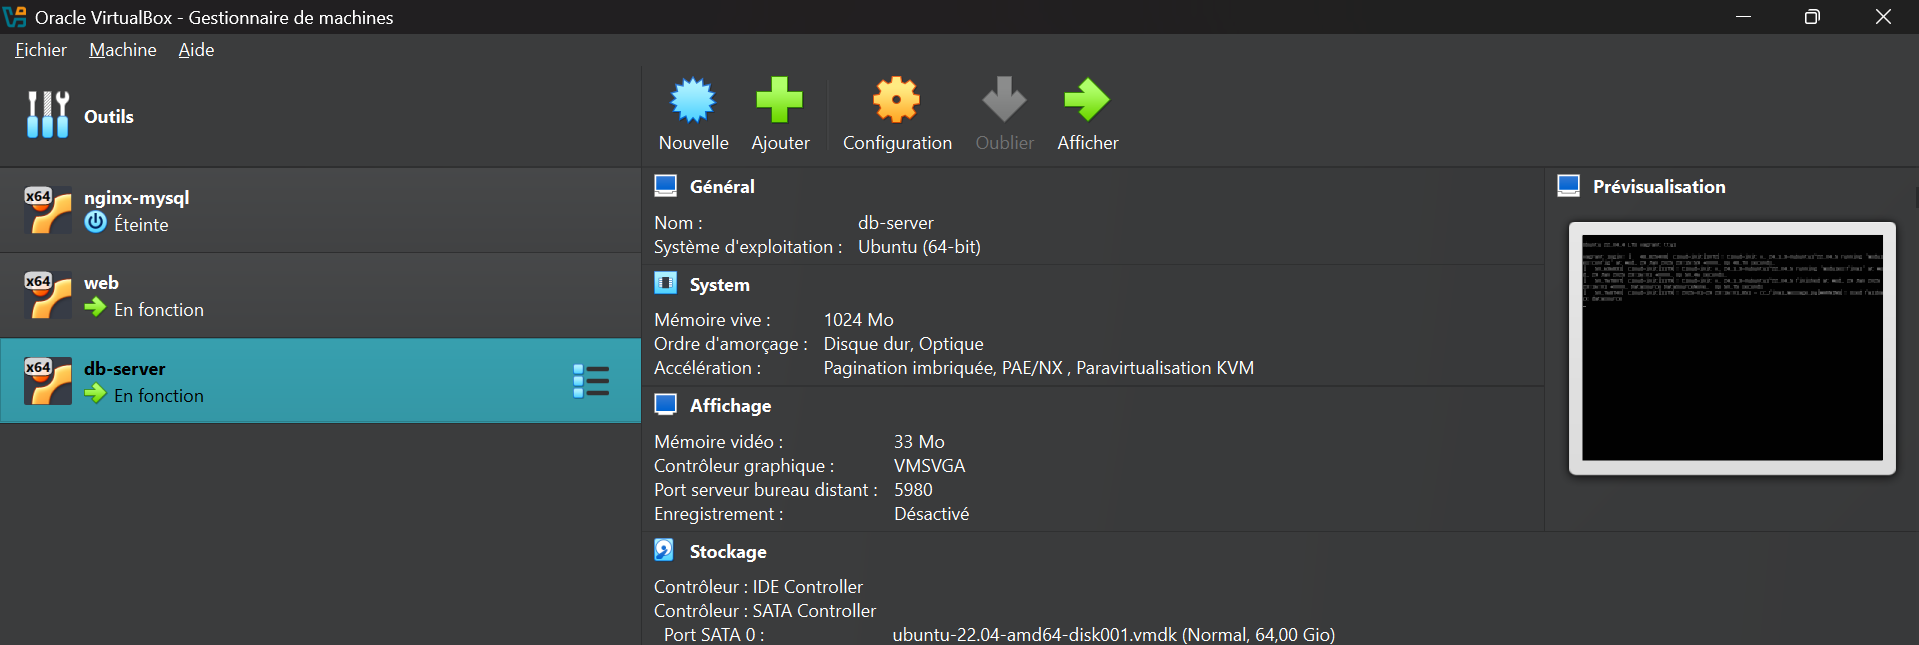 Oracle VirtualBox - Gestionnaire de machines
Fichier Machine Aide
Outils
Nouvelle Ajouter Configuration Oublier Afficher
x64 nginx-mysql
Éteinte
x64 web
En fonction
x64 db-server
En fonction
Général
Nom : db-server
Système d'exploitation : Ubuntu (64-bit)
System
Mémoire vive : 1024 Mo
Ordre d'amorçage : Disque dur, Optique
Accélération : Pagination imbriquée, PAE/NX , Paravirtualisation KVM
Affichage
Mémoire vidéo : 33 Mo
Contrôleur graphique : VMSVGA
Port serveur bureau distant : 5980
Enregistrement : Désactivé
Stockage
Contrôleur : IDE Controller
Contrôleur : SATA Controller
Port SATA 0 : ubuntu-22.04-amd64-disk001.vmdk (Normal, 64,00 Gio)
Prévisualisation